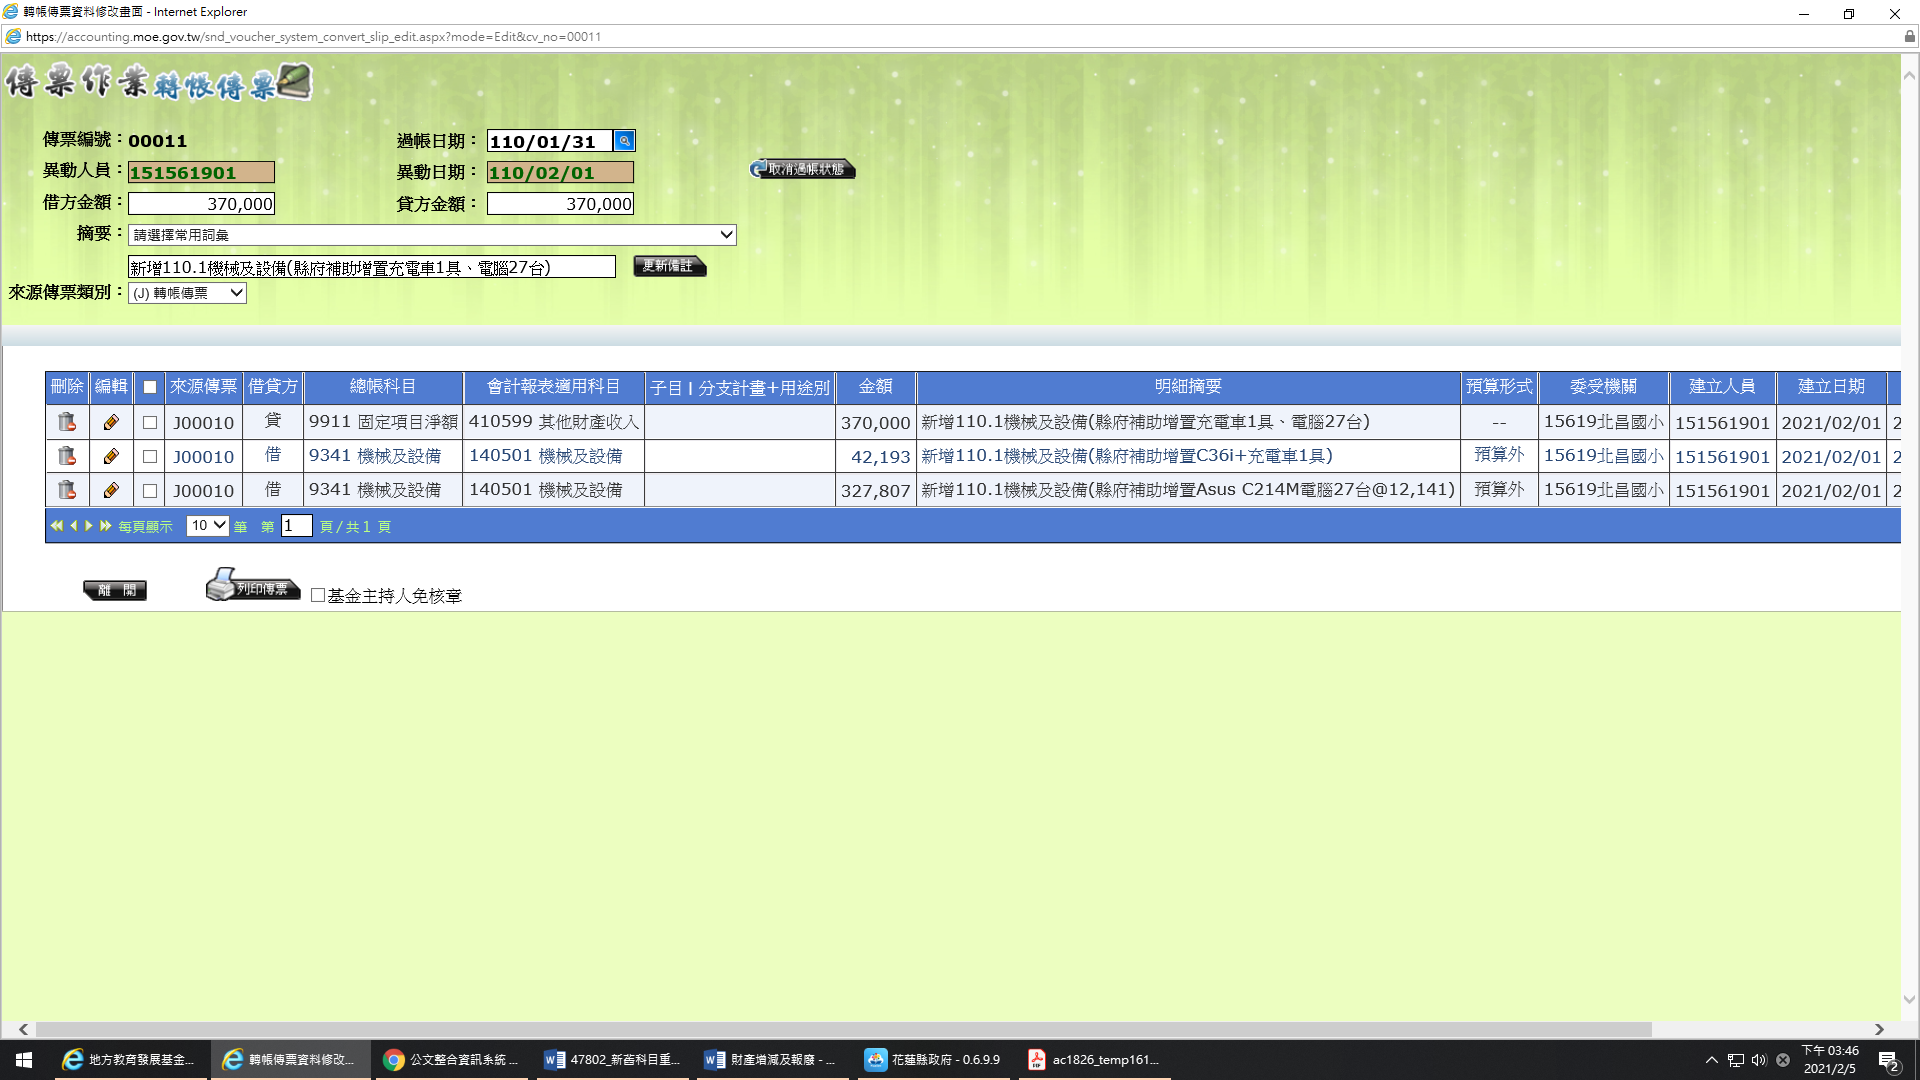 轉帳傳票資料修改畫面 - Internet Explorer
https://accounting.moe.gov.tw/snd_voucher_system_convert_slip_edit.aspx?mode=Edit&cv_no=00011
傳票作業轉帳傳票
傳票編號：00011 過帳日期：110/01/31
異動人員：151561901 異動日期：110/02/01 取消過帳狀態
借方金額：370,000 貸方金額：370,000
摘要：請選擇常用詞彙
新增110.1機械及設備(縣府補助增置充電車1具、電腦27台) 更新備註
來源傳票類別：(J) 轉帳傳票
刪除 編輯 來源傳票 借貸方 總帳科目 會計報表適用科目 子目 | 分支計畫+用途別 金額 明細摘要 預算形式 委受機關 建立人員 建立日期
J00010 貸 9911 固定項目淨額 410599 其他財產收入 370,000 新增110.1機械及設備(縣府補助增置充電車1具、電腦27台) -- 15619北昌國小 151561901 2021/02/01 2
J00010 借 9341 機械及設備 140501 機械及設備 42,193 新增110.1機械及設備(縣府補助增置C36i+充電車1具) 預算外 15619北昌國小 151561901 2021/02/01 2
J00010 借 9341 機械及設備 140501 機械及設備 327,807 新增110.1機械及設備(縣府補助增置Asus C214M電腦27台@12,141) 預算外 15619北昌國小 151561901 2021/02/01 2
每頁顯示 10 筆 第 1 頁 / 共 1 頁
離 開 列印傳票 基金主持人免核章
地方教育發展基金... 轉帳傳票資料修改... 公文整合資訊系統 ... 47802_新舊科目重... 財產增減及報廢 - ... 花蓮縣政府 - 0.6.9.9 ac1826_temp161... 下午 03:46
2021/2/5 2